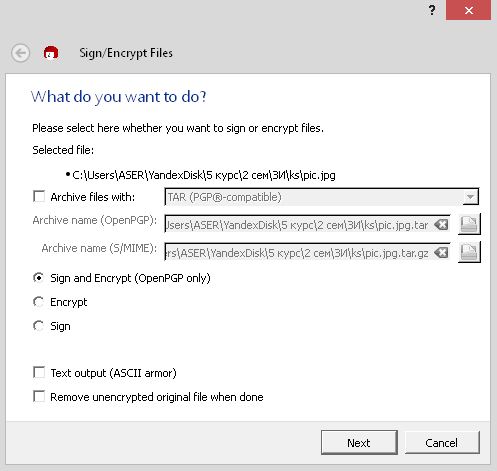 Sign/Encrypt Files
What do you want to do?
Please select here whether you want to sign or encrypt files.
Selected file:
• C:\Users\ASER\YandexDisk\5 курс\2 сем\ЗИ\ks\pic.jpg
Archive files with: TAR (PGP®-compatible)
Archive name (OpenPGP): Jsers\ASER\YandexDisk\5 курс\2 сем\ЗИ\ks\pic.jpg.tar
Archive name (S/MIME): rs\ASER\YandexDisk\5 курс\2 сем\ЗИ\ks\pic.jpg.tar.gz
Sign and Encrypt (OpenPGP only)
Encrypt
Sign
Text output (ASCII armor)
Remove unencrypted original file when done
Next Cancel